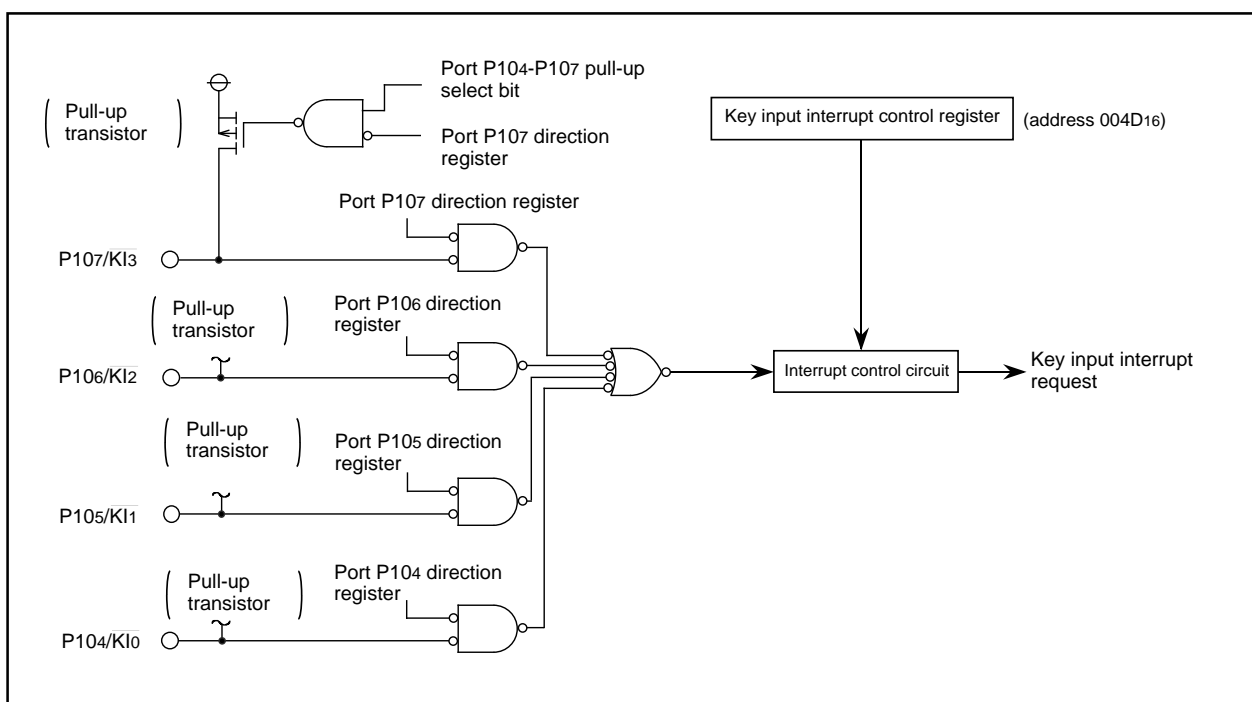 Port P104-P107 pull-up
select bit
Pull-up
transistor
Port P107 direction
register
Key input interrupt control register
(address 004D16)
Port P107 direction register
P107/KI3
Pull-up
transistor
Port P106 direction
register
P106/KI2
Interrupt control circuit
Key input interrupt
request
Pull-up
transistor
Port P105 direction
register
P105/KI1
Pull-up
transistor
Port P104 direction
register
P104/KI0